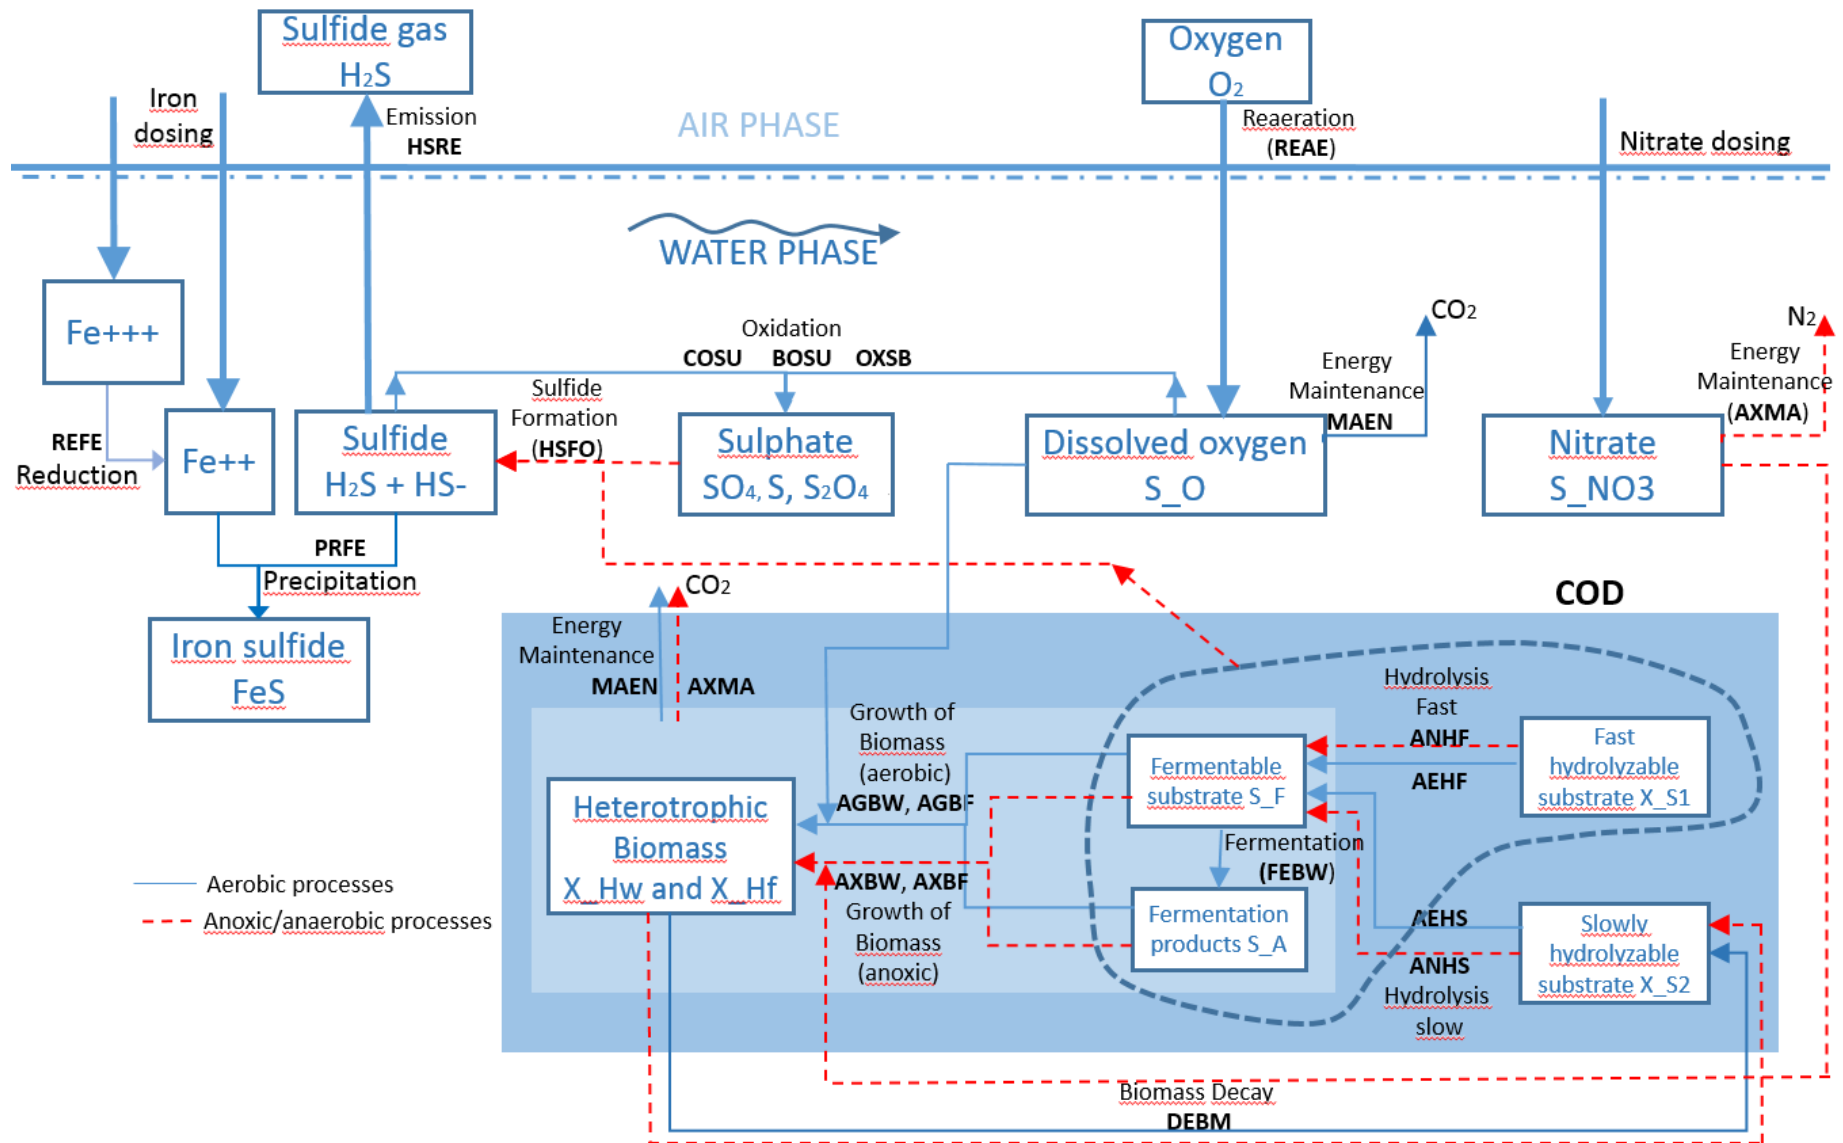 Sulfide gas
H2S
Oxygen
O2
Iron
dosing
Emission
HSRE
AIR PHASE
Reaeration
(REAE)
Nitrate dosing
WATER PHASE
Fe+++
Oxidation
COSU BOSU OXSB
CO2
N2
Energy
Maintenance
MAEN
Energy
Maintenance
(AXMA)
Sulfide
Formation
(HSFO)
REFE
Reduction
Fe++
Sulfide
H2S + HS-
Sulphate
SO4, S, S2O4
Dissolved oxygen
S_O
Nitrate
S_NO3
PRFE
Precipitation
Iron sulfide
FeS
CO2
COD
Energy
Maintenance
MAEN
AXMA
Growth of
Biomass
(aerobic)
AGBW, AGBF
Hydrolysis
Fast
ANHF
AEHF
Fermentable
substrate S_F
Fast
hydrolyzable
substrate X_S1
Heterotrophic
Biomass
X_Hw and X_Hf
Fermentation
(FEBW)
AXBW, AXBF
Growth of
Biomass
(anoxic)
Fermentation
products S_A
AEHS
ANHS
Hydrolysis
slow
Slowly
hydrolyzable
substrate X_S2
Aerobic processes
Anoxic/anaerobic processes
Biomass Decay
DEBM